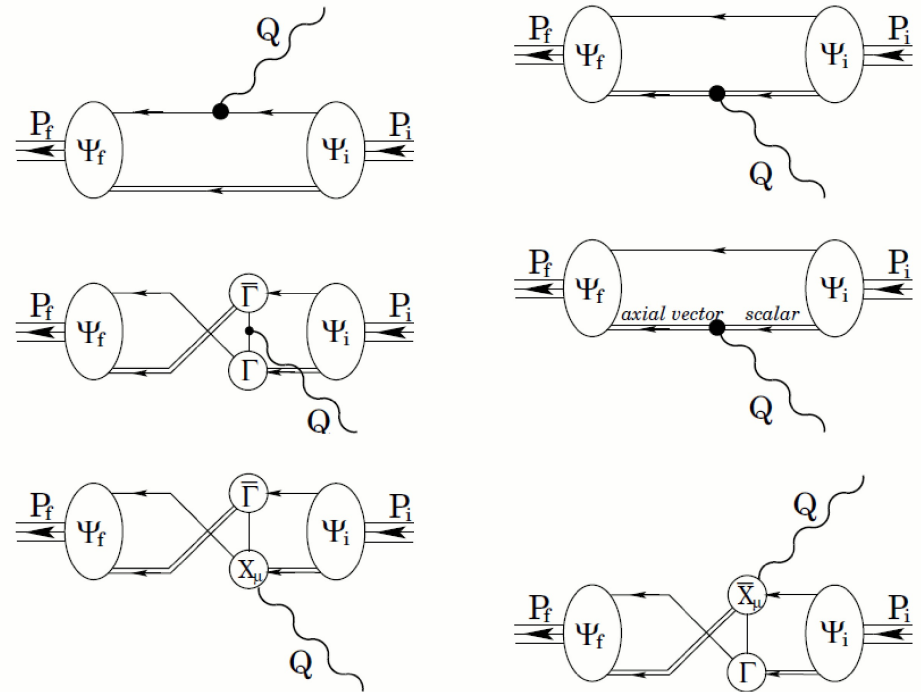 Q
P_f Ψ_f Ψ_i P_i
P_f Ψ_f Ψ_i P_i
Q
P_f Ψ_f Γ̅ Γ Ψ_i P_i
Q
P_f Ψ_f axial vector scalar Ψ_i P_i
Q
P_f Ψ_f Γ̅ X_μ Ψ_i P_i
Q
Q
P_f Ψ_f X̅_μ Γ Ψ_i P_i